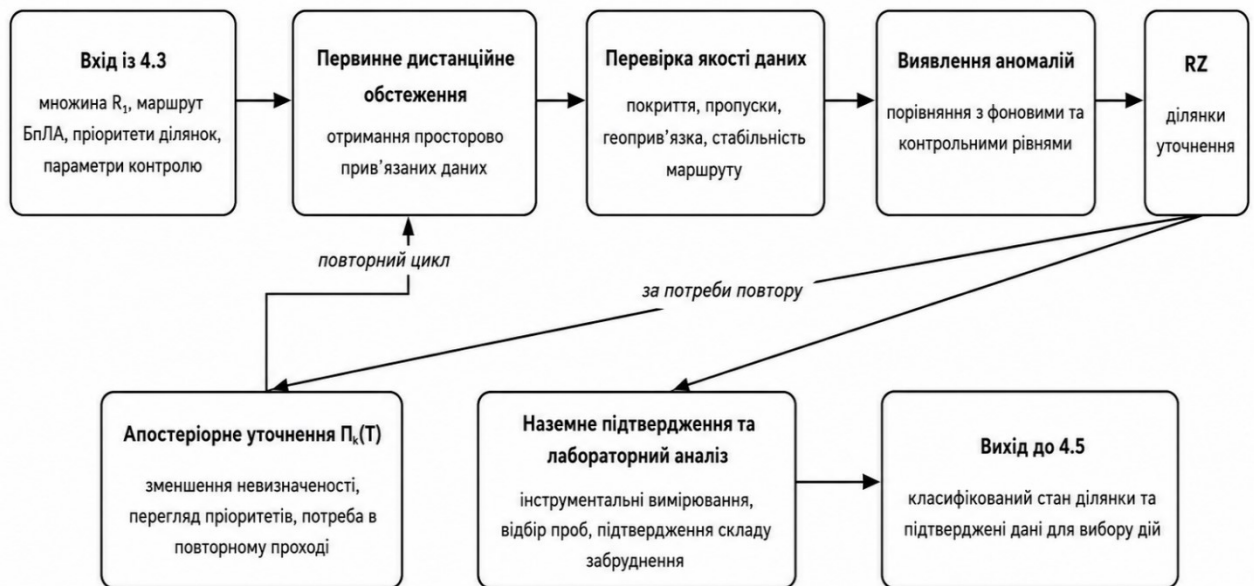 Вхід із 4.3
множина R₁, маршрут
БпЛА, пріоритети ділянок,
параметри контролю
Первинне дистанційне
обстеження
отримання просторово
прив’язаних даних
Перевірка якості даних
покриття, пропуски,
геоприв’язка, стабільність
маршруту
Виявлення аномалій
порівняння з фоновими та
контрольними рівнями
RZ
ділянки
уточнення
повторний цикл
за потреби повтору
Апостеріорне уточнення Πₖ(T)
зменшення невизначеності,
перегляд пріоритетів, потреба в
повторному проході
Наземне підтвердження та
лабораторний аналіз
інструментальні вимірювання,
відбір проб, підтвердження складу
забруднення
Вихід до 4.5
класифікований стан ділянки та
підтверджені дані для вибору дій